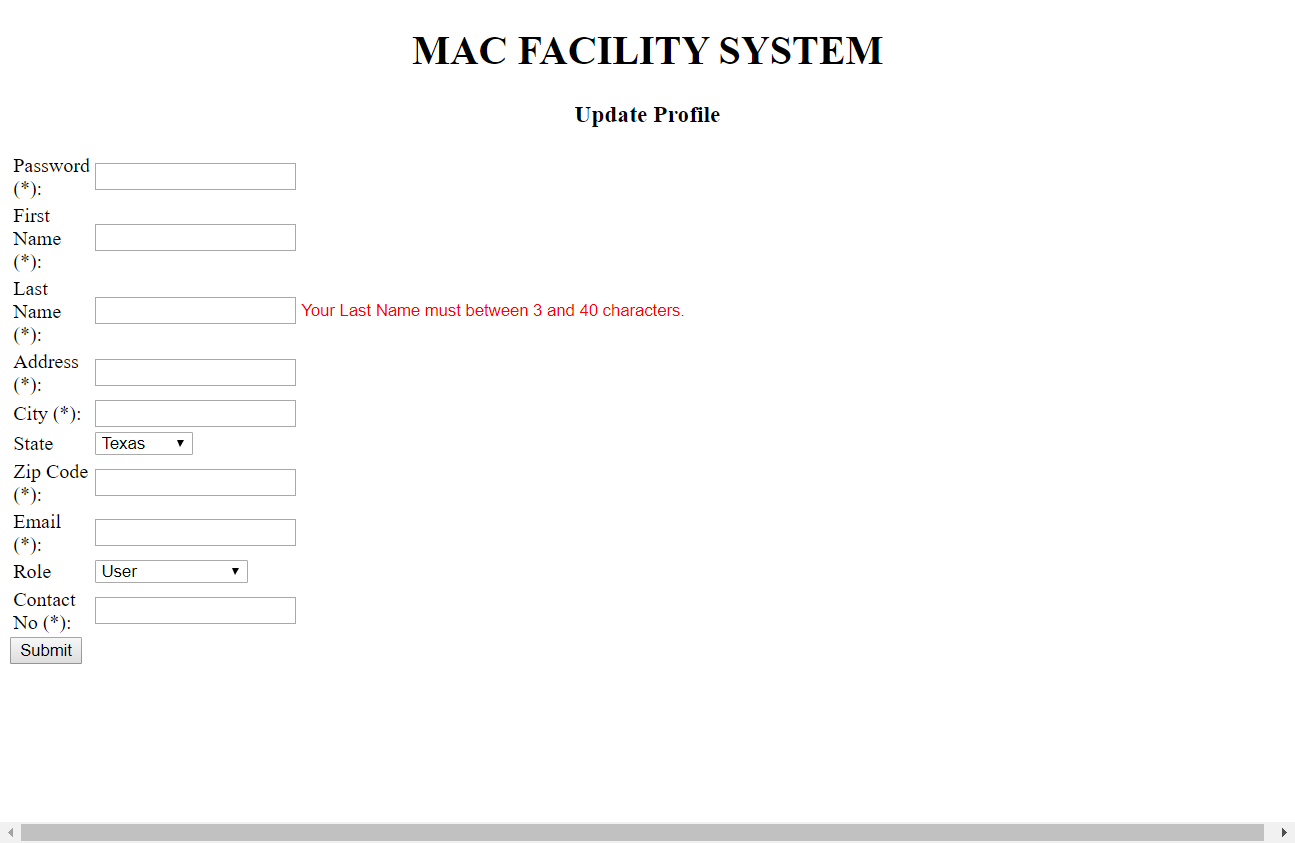 MAC FACILITY SYSTEM
Update Profile
Password
(*):
First
Name
(*):
Last
Name
(*):
Your Last Name must between 3 and 40 characters.
Address
(*):
City (*):
State
Texas
Zip Code
(*):
Email
(*):
Role
User
Contact
No (*):
Submit